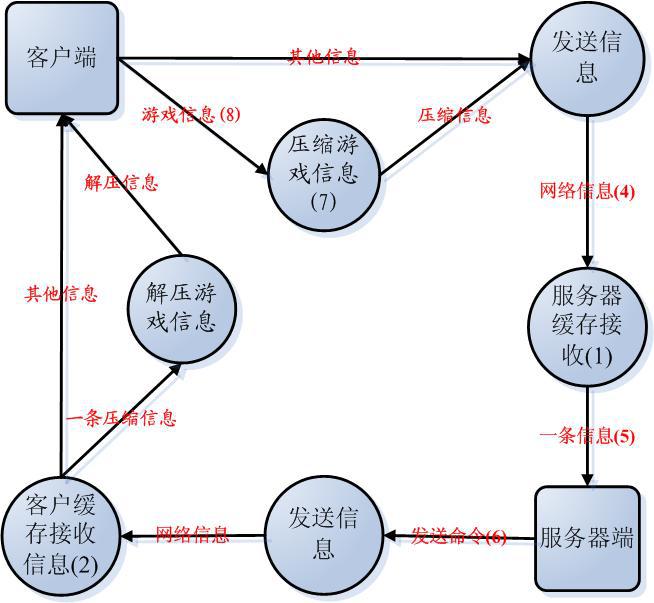 客户端
其他信息
发送信
息
游戏信息(8)
压缩信息
压缩游
戏信息
(7)
解压信息
网络信息(4)
解压游
戏信息
其他信息
服务器
缓存接
收(1)
一条压缩信息
一条信息(5)
客户缓
存接收
信息(2)
网络信息
发送信
息
发送命令(6)
服务器端